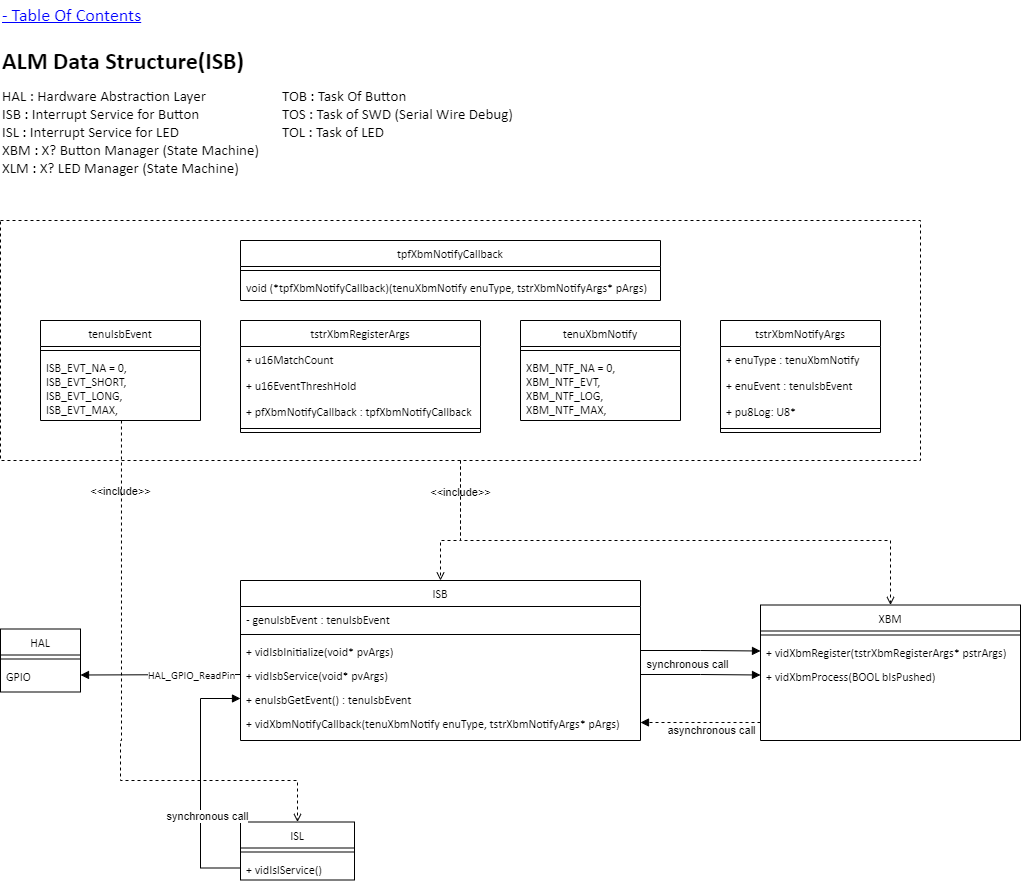 - Table Of Contents
ALM Data Structure(ISB)
HAL : Hardware Abstraction Layer
ISB : Interrupt Service for Button
ISL : Interrupt Service for LED
XBM : X? Button Manager (State Machine)
XLM : X? LED Manager (State Machine)
TOB : Task Of Button
TOS : Task of SWD (Serial Wire Debug)
TOL : Task of LED
tpfXbmNotifyCallback
void (*tpfXbmNotifyCallback)(tenuXbmNotify enuType, tstrXbmNotifyArgs* pArgs)
tenuIsbEvent
ISB_EVT_NA = 0,
ISB_EVT_SHORT,
ISB_EVT_LONG,
ISB_EVT_MAX,
tstrXbmRegisterArgs
+ u16MatchCount
+ u16EventThreshHold
+ pfXbmNotifyCallback : tpfXbmNotifyCallback
tenuXbmNotify
XBM_NTF_NA = 0,
XBM_NTF_EVT,
XBM_NTF_LOG,
XBM_NTF_MAX,
tstrXbmNotifyArgs
+ enuType : tenuXbmNotify
+ enuEvent : tenuIsbEvent
+ pu8Log: U8*
<<include>>
<<include>>
HAL
GPIO
HAL_GPIO_ReadPin
ISB
- genuIsbEvent : tenuIsbEvent
+ vidIsbInitialize(void* pvArgs)
+ vidIsbService(void* pvArgs)
+ enuIsbGetEvent() : tenuIsbEvent
+ vidXbmNotifyCallback(tenuXbmNotify enuType, tstrXbmNotifyArgs* pArgs)
synchronous call
asynchronous call
XBM
+ vidXbmRegister(tstrXbmRegisterArgs* pstrArgs)
+ vidXbmProcess(BOOL bIsPushed)
synchronous call
ISL
+ vidIslService()